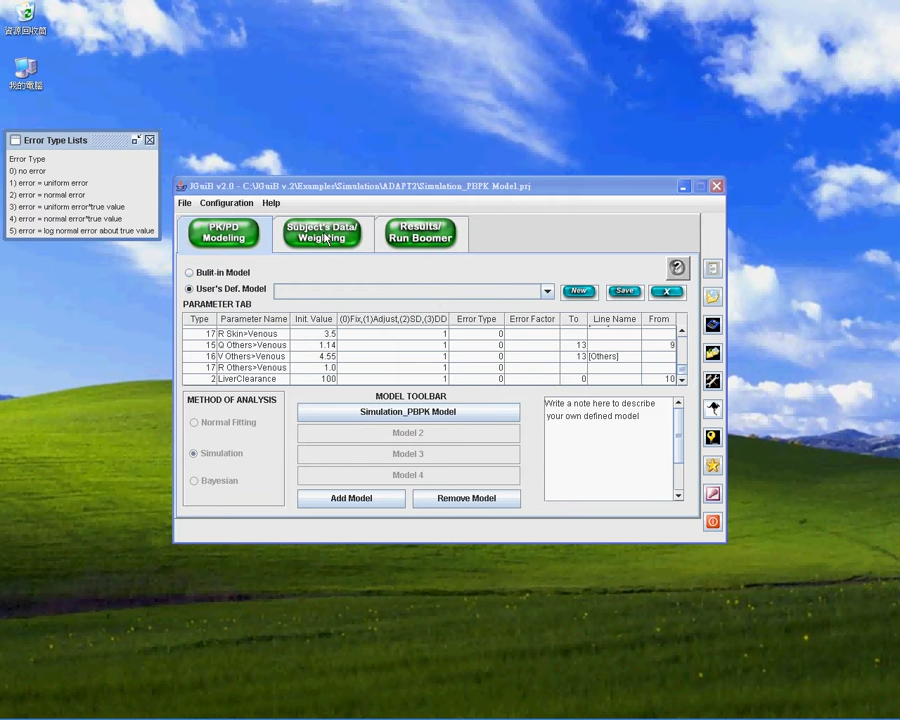 資源回收筒
我的電腦
Error Type Lists
Error Type
0) no error
1) error = uniform error
2) error = normal error
3) error = uniform error*true value
4) error = normal error*true value
5) error = log normal error about true value
JGuiB v2.0 - C:\JGuiB v.2\Examples\Simulation\ADAPT2\Simulation_PBPK Model.prj
File Configuration Help
PK/PD Modeling
Subject's Data/ Weighting
Results/ Run Boomer
Bulit-in Model
User's Def. Model
New Save X
PARAMETER TAB
Type Parameter Name Init. Value (0)Fix,(1)Adjust,(2)SD,(3)DD Error Type Error Factor To Line Name From
17 R Skin>Venous 3.5 1 0
15 Q Others>Venous 1.14 1 0 13 9
16 V Others>Venous 4.55 1 0 13 [Others]
17 R Others>Venous 1.0 1 0
2 LiverClearance 100 1 0 0 10
METHOD OF ANALYSIS
Normal Fitting
Simulation
Bayesian
MODEL TOOLBAR
Simulation_PBPK Model
Model 2
Model 3
Model 4
Add Model Remove Model
Write a note here to describe
your own defined model